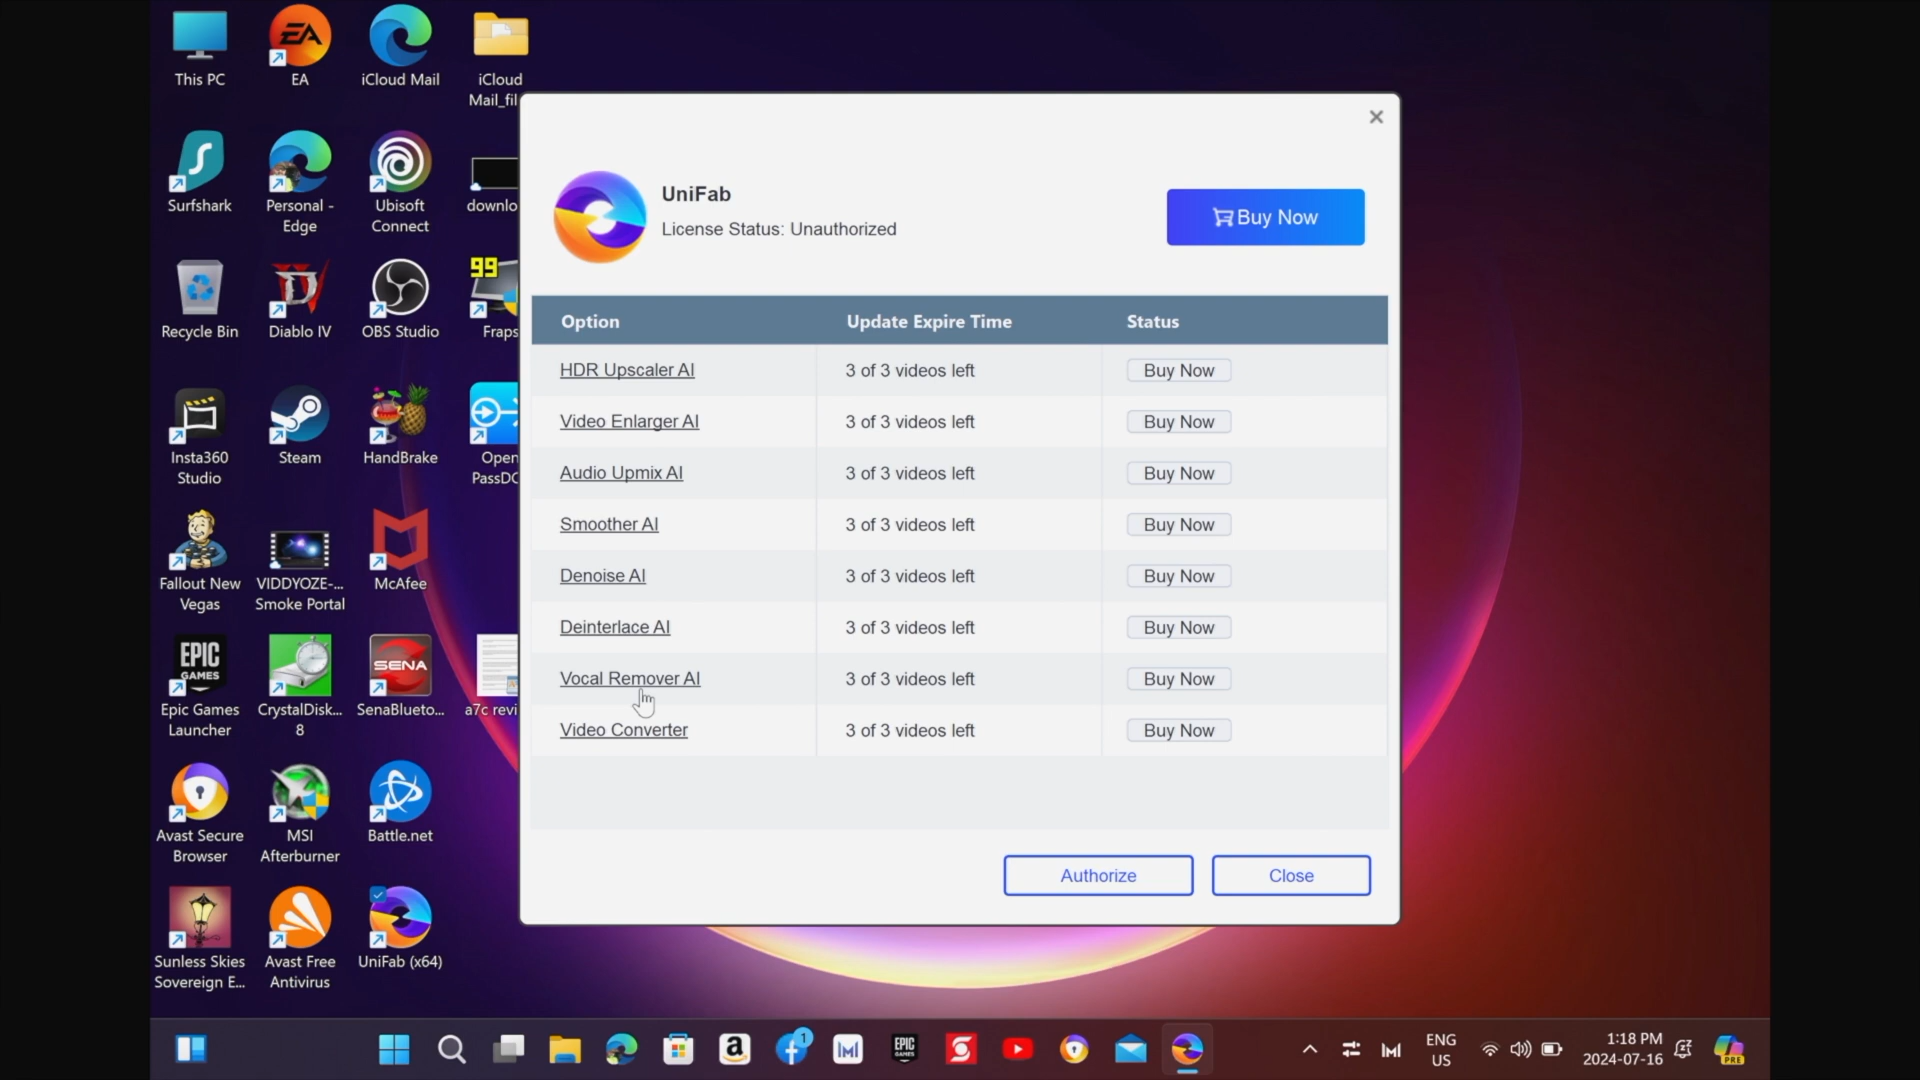 This PC
EA
iCloud Mail
iCloud
Mail_fil
Surfshark
Personal -
Edge
Ubisoft
Connect
downlo
Recycle Bin
Diablo IV
OBS Studio
99
Fraps
Insta360
Studio
Steam
HandBrake
Open
PassDC
Fallout New
Vegas
VIDDYOZE-...
Smoke Portal
McAfee
EPIC
GAMES
Epic Games
Launcher
CrystalDisk...
8
SENA
SenaBlueto...
a7c revi
Avast Secure
Browser
MSI
Afterburner
Battle.net
Sunless Skies
Sovereign E...
Avast Free
Antivirus
UniFab (x64)
UniFab
License Status: Unauthorized
Buy Now
Option Update Expire Time Status
HDR Upscaler AI 3 of 3 videos left Buy Now
Video Enlarger AI 3 of 3 videos left Buy Now
Audio Upmix AI 3 of 3 videos left Buy Now
Smoother AI 3 of 3 videos left Buy Now
Denoise AI 3 of 3 videos left Buy Now
Deinterlace AI 3 of 3 videos left Buy Now
Vocal Remover AI 3 of 3 videos left Buy Now
Video Converter 3 of 3 videos left Buy Now
Authorize
Close
1
EPIC
GAMES
ENG
US
1:18 PM
2024-07-16
PRE